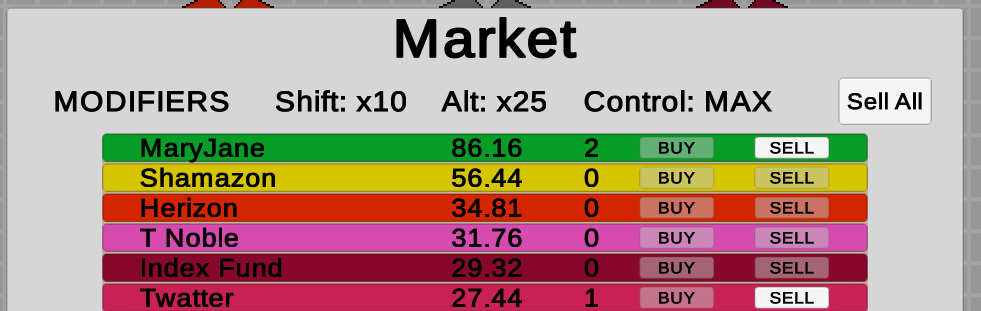 Market
MODIFIERS Shift: x10 Alt: x25 Control: MAX Sell All
MaryJane 86.16 2 BUY SELL
Shamazon 56.44 0 BUY SELL
Herizon 34.81 0 BUY SELL
T Noble 31.76 0 BUY SELL
Index Fund 29.32 0 BUY SELL
Twatter 27.44 1 BUY SELL